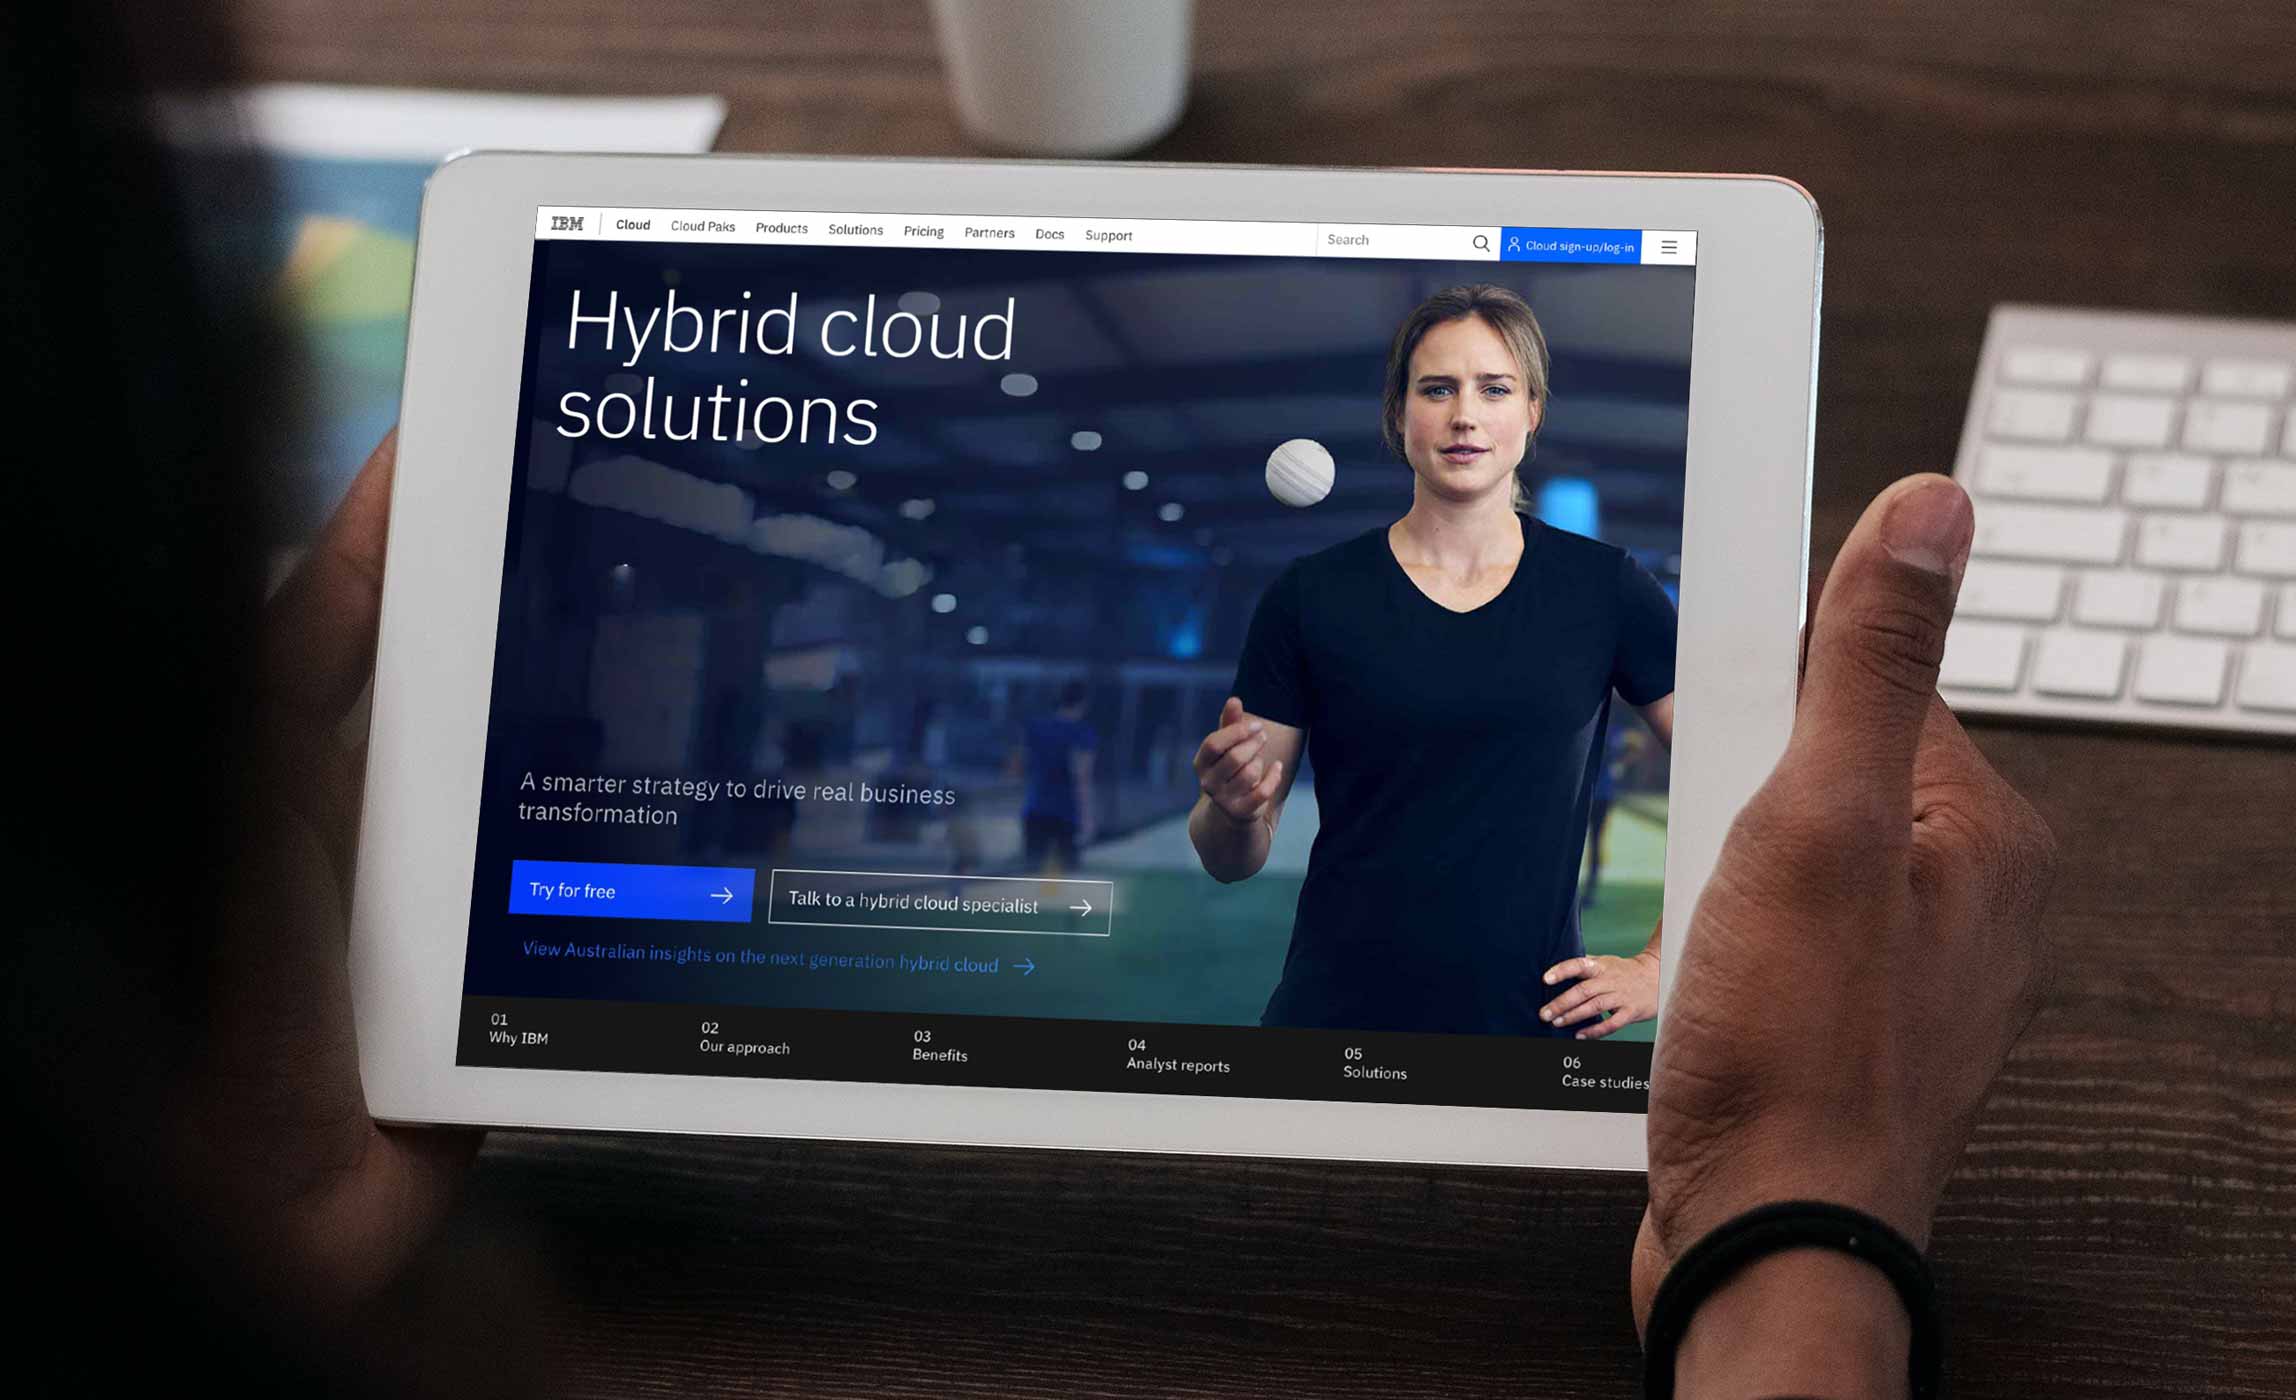 IBM Cloud Cloud Paks Products Solutions Pricing Partners Docs Support Search Cloud sign-up/log-in
Hybrid cloud
solutions
A smarter strategy to drive real business
transformation
Try for free
Talk to a hybrid cloud specialist
View Australian insights on the next generation hybrid cloud
01
Why IBM
02
Our approach
03
Benefits
04
Analyst reports
05
Solutions
06
Case studies